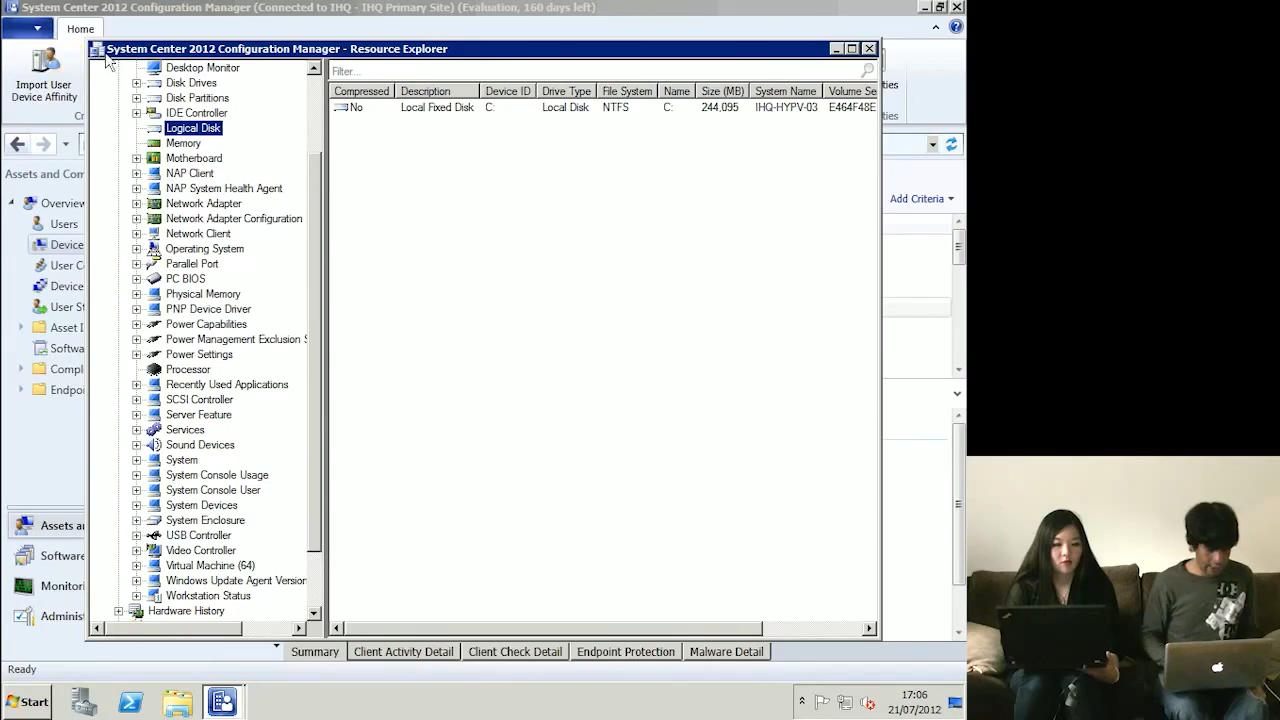 System Center 2012 Configuration Manager (Connected to IHQ - IHQ Primary Site) (Evaluation, 160 days left)
Home
Import User
Device Affinity
System Center 2012 Configuration Manager - Resource Explorer
Filter...
Compressed Description Device ID Drive Type File System Name Size (MB) System Name Volume Se
No Local Fixed Disk C: Local Disk NTFS C: 244,095 IHQ-HYPV-03 E464F48E
Desktop Monitor
Disk Drives
Disk Partitions
IDE Controller
Logical Disk
Memory
Motherboard
NAP Client
NAP System Health Agent
Network Adapter
Network Adapter Configuration
Network Client
Operating System
Parallel Port
PC BIOS
Physical Memory
PNP Device Driver
Power Capabilities
Power Management Exclusion S
Power Settings
Processor
Recently Used Applications
SCSI Controller
Server Feature
Services
Sound Devices
System
System Console Usage
System Console User
System Devices
System Enclosure
USB Controller
Video Controller
Virtual Machine (64)
Windows Update Agent Version
Workstation Status
Hardware History
Assets and Com
Overview
Users
Device
User C
Device
User St
Asset I
Softwa
Compl
Endpoi
Assets a
Software
Monitori
Adminis
ties
Add Criteria
Summary Client Activity Detail Client Check Detail Endpoint Protection Malware Detail
Ready
Start
17:06
21/07/2012